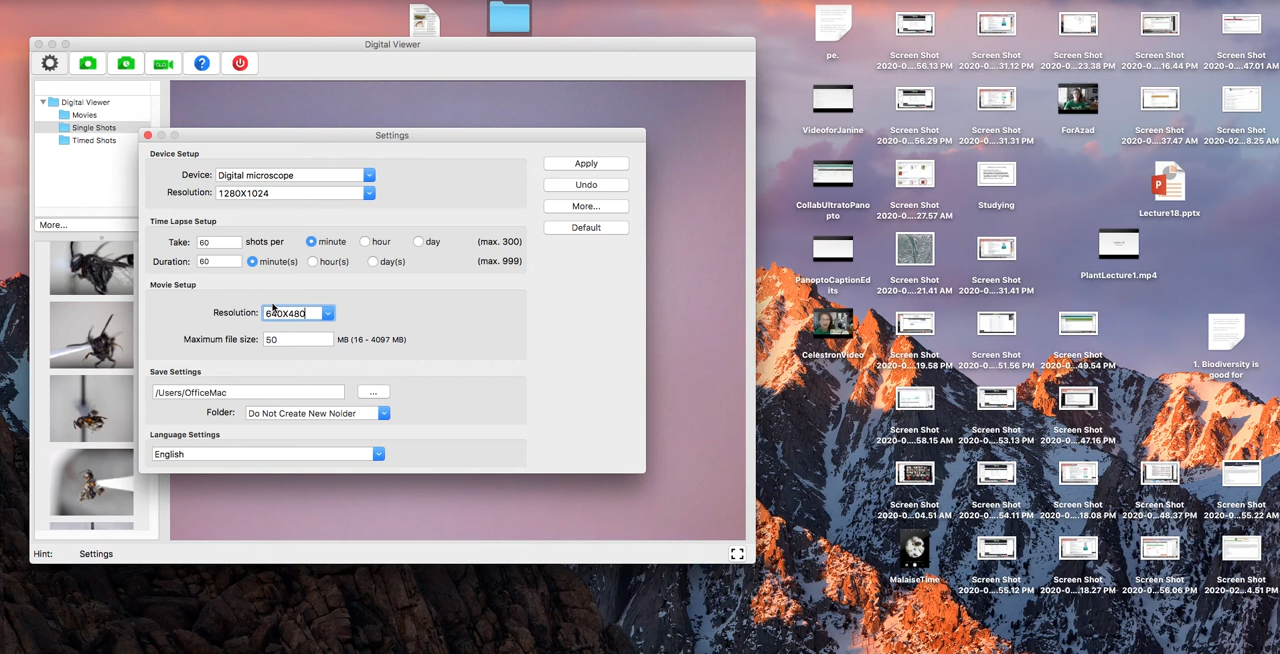 Digital Viewer
Digital Viewer
Movies
Single Shots
Timed Shots
More...
Settings
Device Setup
Device: Digital microscope
Resolution: 1280X1024
Time Lapse Setup
Take: 60 shots per minute hour day (max. 300)
Duration: 60 minute(s) hour(s) day(s) (max. 999)
Movie Setup
Resolution: 640X480
Maximum file size: 50 MB (16 - 4097 MB)
Save Settings
/Users/OfficeMac ...
Folder: Do Not Create New Nolder
Language Settings
English
Apply
Undo
More...
Default
Hint: Settings
pe.
Screen Shot
2020-0....56.13 PM
Screen Shot
2020-0....31.12 PM
Screen Shot
2020-0....23.38 PM
Screen Shot
2020-0....16.44 PM
Screen Shot
2020-0....47.01 AM
VideoforJanine
Screen Shot
2020-0....56.29 PM
Screen Shot
2020-0....31.31 PM
ForAzad
Screen Shot
2020-0....37.47 AM
Screen Shot
2020-02...8.25 AM
CollabUltratoPano
pto
Screen Shot
2020-0....27.57 AM
Studying
Lecture18.pptx
PanoptoCaptionEd
its
Screen Shot
2020-0....21.41 AM
Screen Shot
2020-0....31.41 PM
PlantLecture1.mp4
CelestronVideo
Screen Shot
2020-0....19.58 PM
Screen Shot
2020-0....51.56 PM
Screen Shot
2020-0....49.54 PM
1. Biodiversity is
good for
Screen Shot
2020-0....58.15 AM
Screen Shot
2020-0....53.13 PM
Screen Shot
2020-0....47.16 PM
Screen Shot
2020-0....04.51 AM
Screen Shot
2020-0....54.11 PM
Screen Shot
2020-0....18.08 PM
Screen Shot
2020-0....48.37 PM
Screen Shot
2020-0....55.22 AM
MalaiseTime
Screen Shot
2020-0....55.12 PM
Screen Shot
2020-0....18.27 PM
Screen Shot
2020-0....56.06 PM
Screen Shot
2020-02...4.51 PM